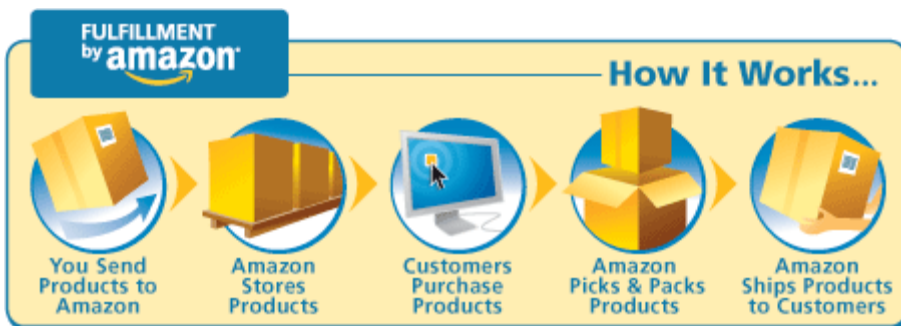 FULFILLMENT
by amazon
How It Works...
You Send
Products to
Amazon
Amazon
Stores
Products
Customers
Purchase
Products
Amazon
Picks & Packs
Products
Amazon
Ships Products
to Customers